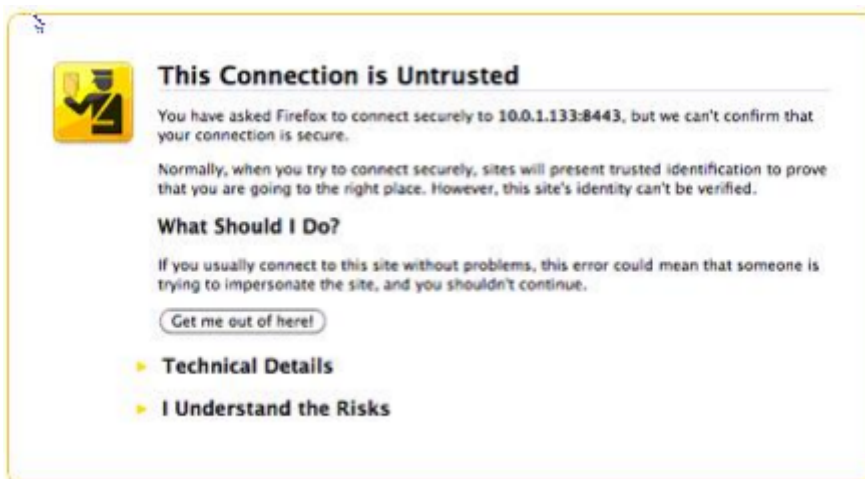 This Connection is Untrusted
You have asked Firefox to connect securely to 10.0.1.133:8443, but we can't confirm that
your connection is secure.
Normally, when you try to connect securely, sites will present trusted identification to prove
that you are going to the right place. However, this site's identity can't be verified.
What Should I Do?
If you usually connect to this site without problems, this error could mean that someone is
trying to impersonate the site, and you shouldn't continue.
Get me out of here!
Technical Details
I Understand the Risks